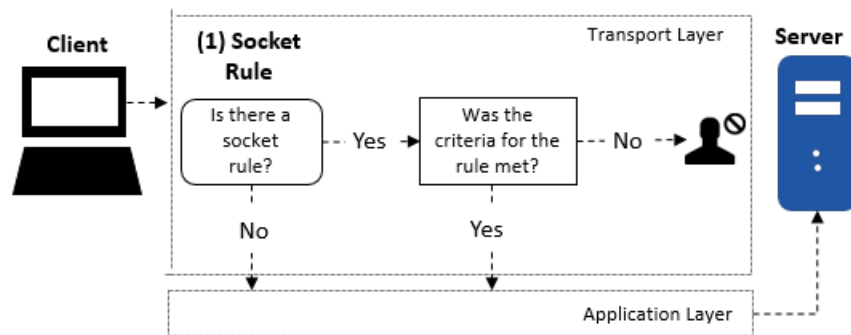 Client
(1) Socket
Rule
Transport Layer
Server
Is there a
socket
rule?
Yes
Was the
criteria for the
rule met?
No
No
Yes
Application Layer